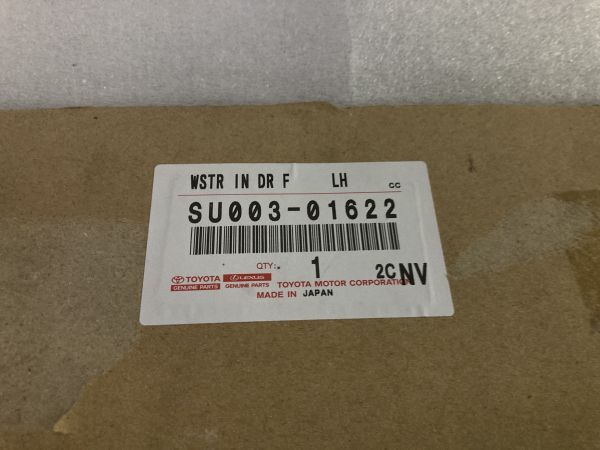 WSTR IN DR F LH CC
SU003-01622
QTY: 1 2C NV
TOYOTA LEXUS TOYOTA MOTOR CORPORATION
GENUINE PARTS GENUINE PARTS
MADE IN JAPAN